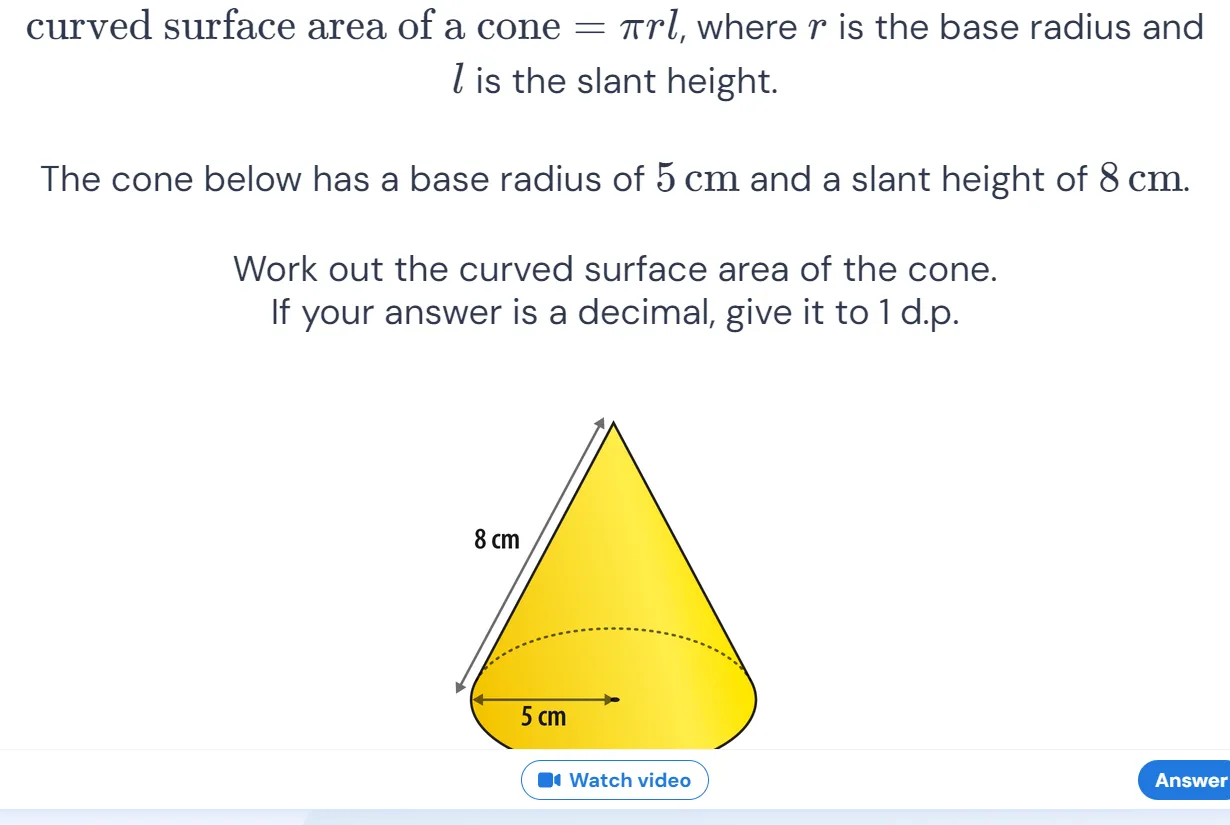 curved surface area of a cone = πrl, where r is the base radius and
l is the slant height.
The cone below has a base radius of 5 cm and a slant height of 8 cm.
Work out the curved surface area of the cone.
If your answer is a decimal, give it to 1 d.p.
8 cm
5 cm
Watch video
Answer